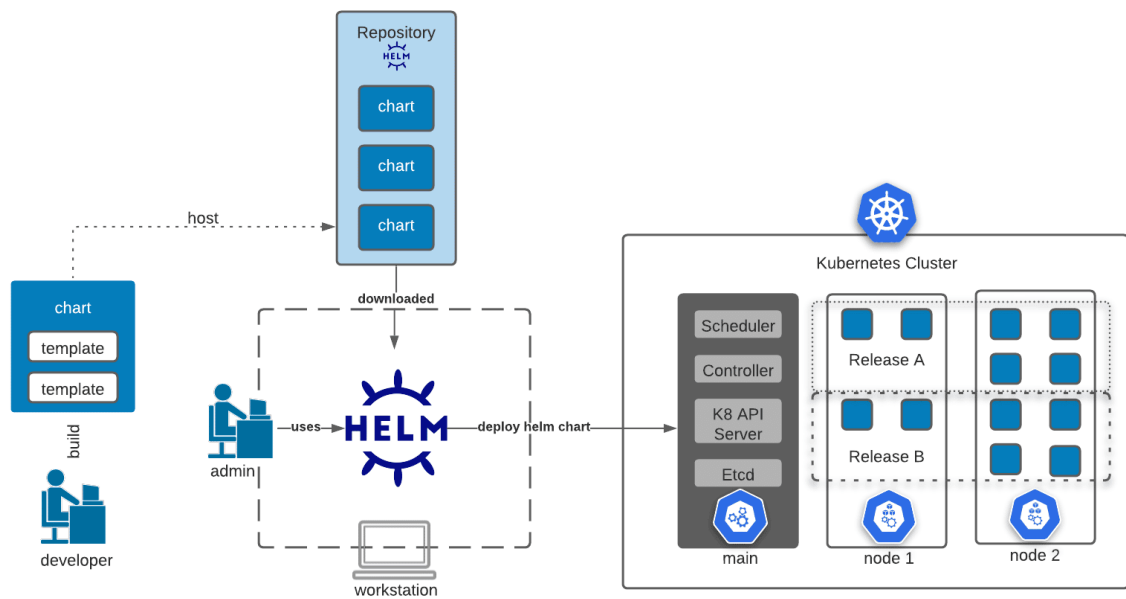 Repository
HELM
chart
chart
chart
host
chart
template
template
build
developer
downloaded
admin
uses
HELM
deploy helm chart
workstation
Kubernetes Cluster
Scheduler
Controller
K8 API
Server
Etcd
main
Release A
Release B
node 1
node 2